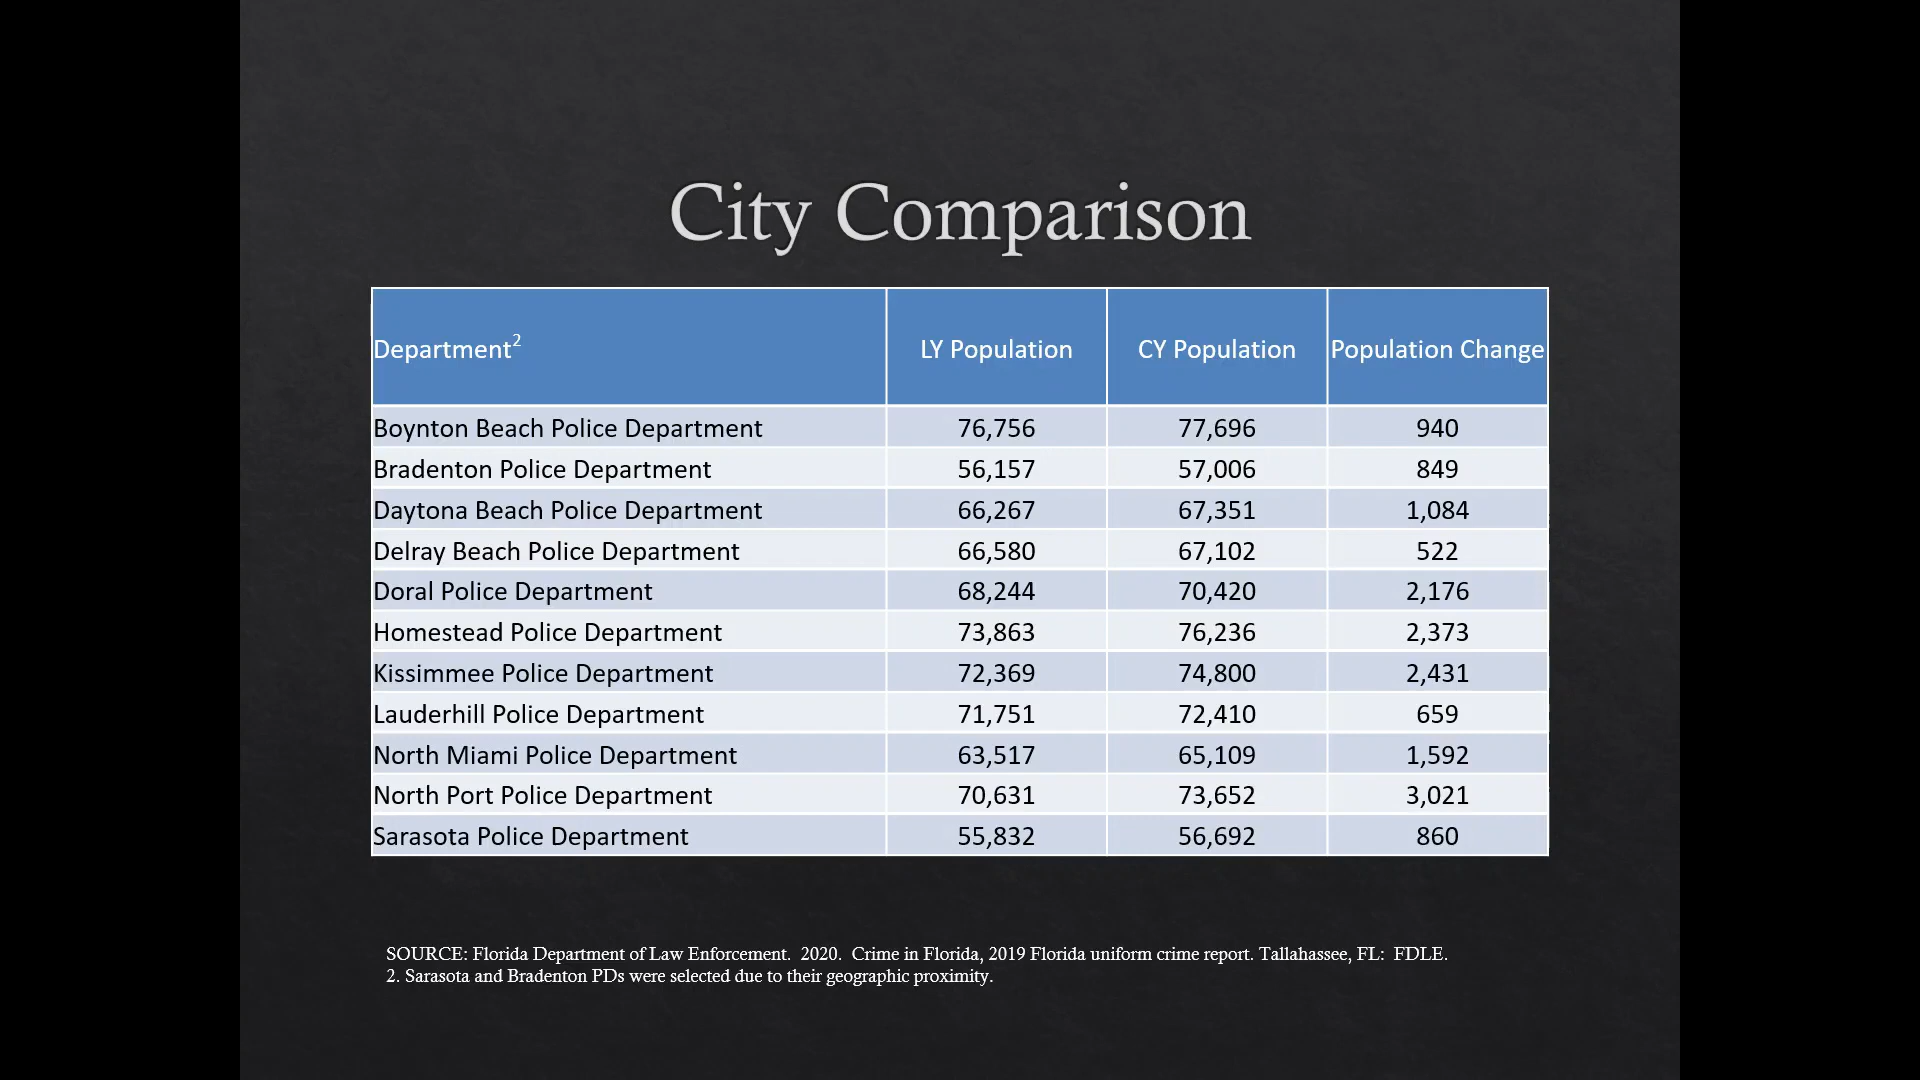 City Comparison
Department2 LY Population CY Population Population Change
Boynton Beach Police Department 76,756 77,696 940
Bradenton Police Department 56,157 57,006 849
Daytona Beach Police Department 66,267 67,351 1,084
Delray Beach Police Department 66,580 67,102 522
Doral Police Department 68,244 70,420 2,176
Homestead Police Department 73,863 76,236 2,373
Kissimmee Police Department 72,369 74,800 2,431
Lauderhill Police Department 71,751 72,410 659
North Miami Police Department 63,517 65,109 1,592
North Port Police Department 70,631 73,652 3,021
Sarasota Police Department 55,832 56,692 860
SOURCE: Florida Department of Law Enforcement. 2020. Crime in Florida, 2019 Florida uniform crime report. Tallahassee, FL: FDLE.
2. Sarasota and Bradenton PDs were selected due to their geographic proximity.